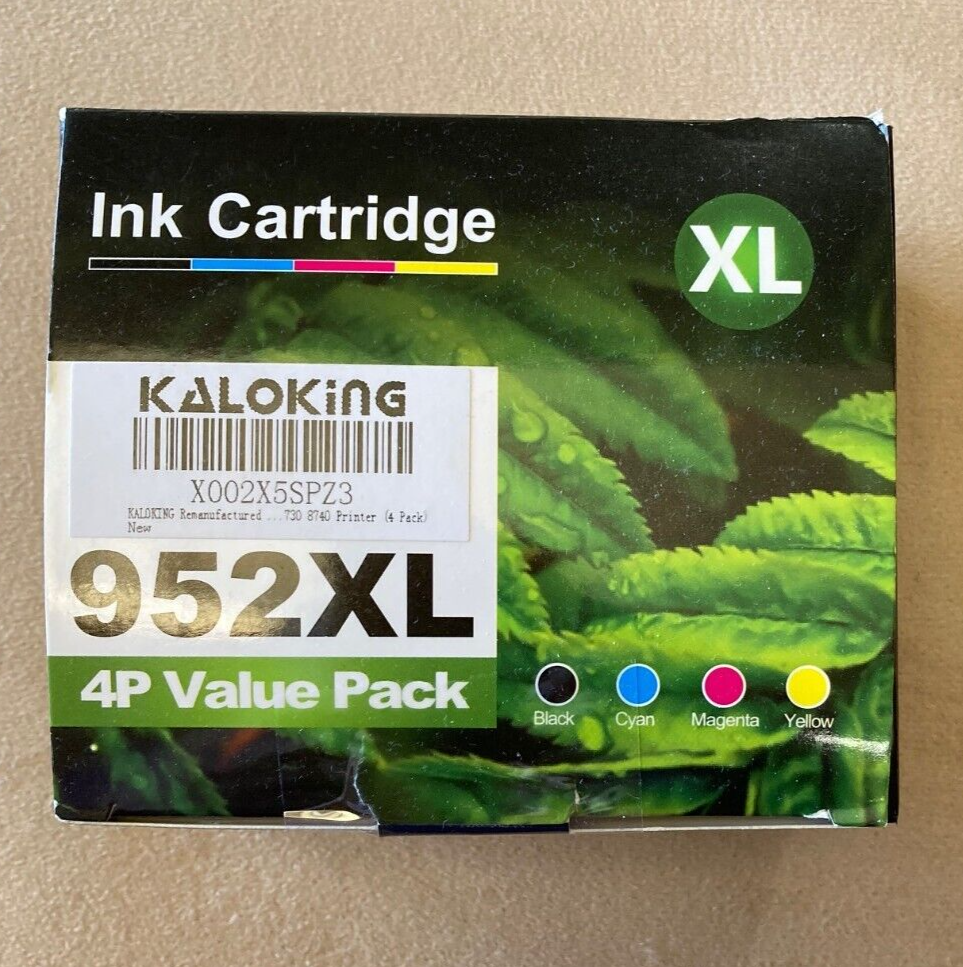 Ink Cartridge
XL
KALOKiNG
X002X5SPZ3
KALOKING Remanufactured ...730 8740 Printer (4 Pack)
New
952XL
4P Value Pack
Black Cyan Magenta Yellow